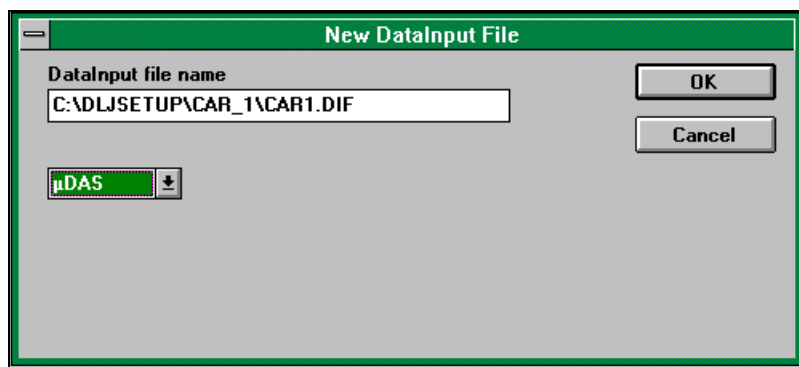 New DataInput File
DataInput file name
OK
C:\DLJSETUP\CAR_1\CAR1.DIF
Cancel
µDAS